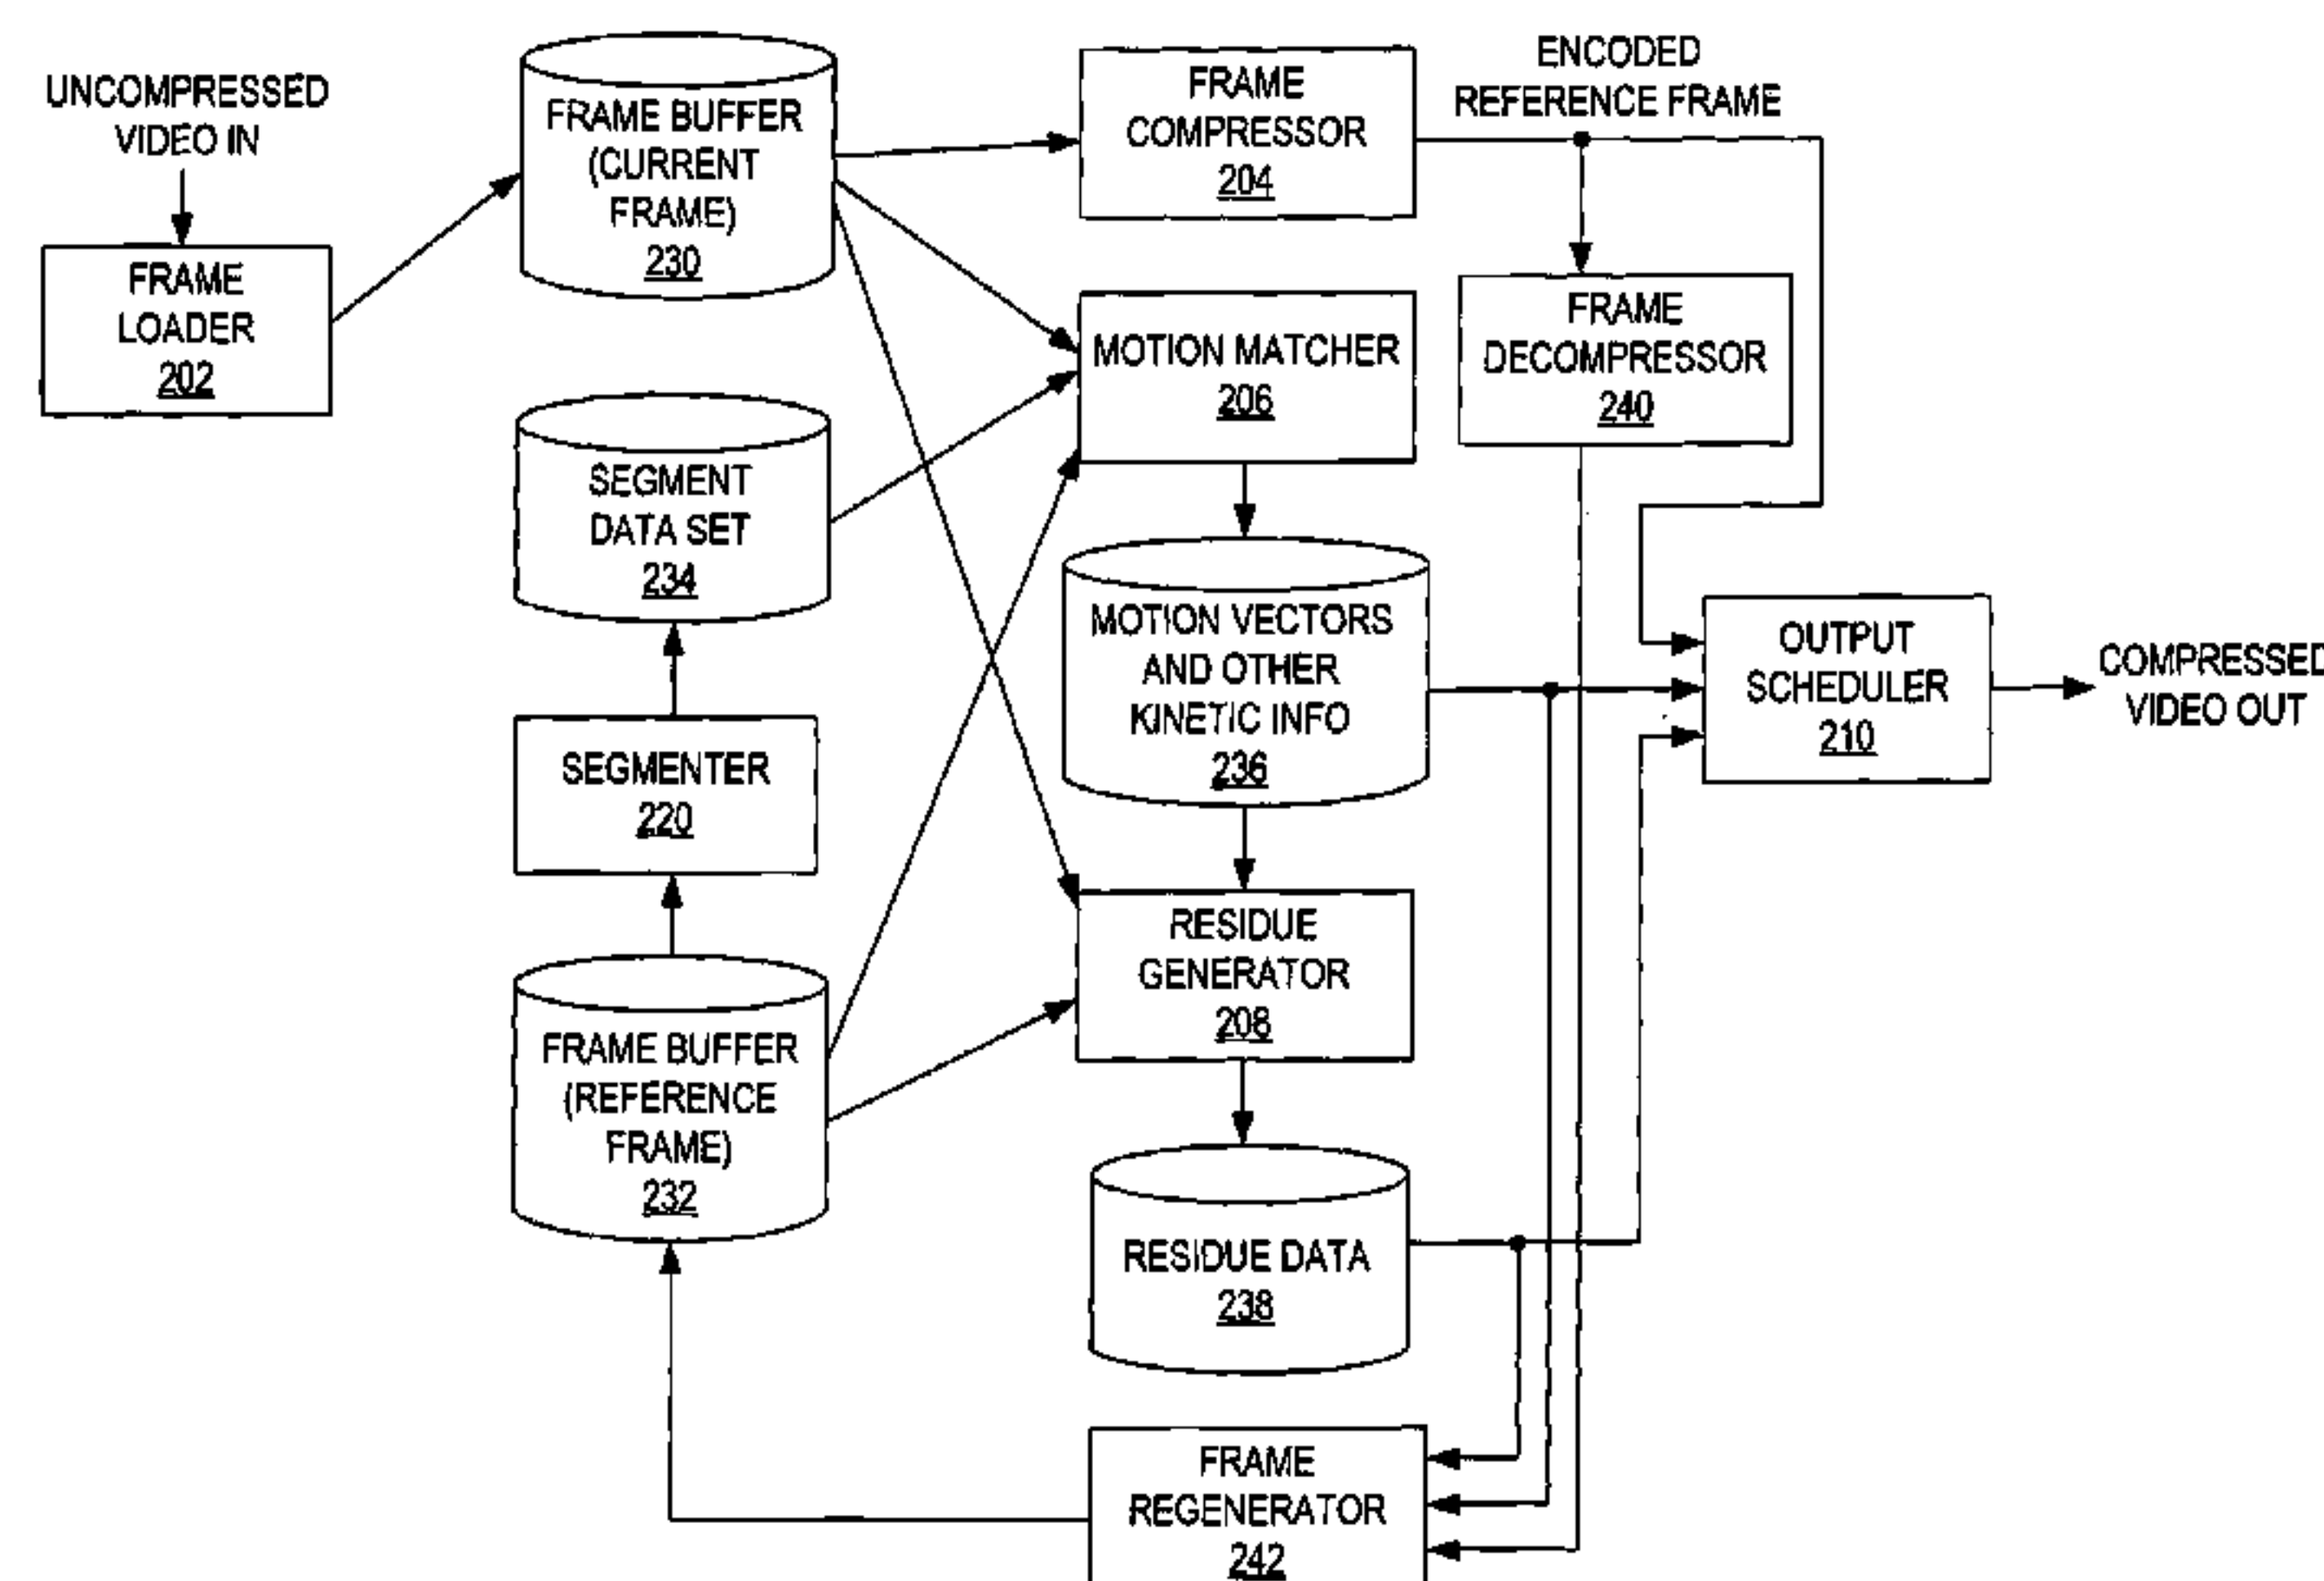 UNCOMPRESSED
VIDEO IN
FRAME
LOADER
202
FRAME BUFFER
(CURRENT
FRAME)
230
FRAME
COMPRESSOR
204
ENCODED
REFERENCE FRAME
FRAME
DECOMPRESSOR
240
MOTION MATCHER
206
SEGMENT
DATA SET
234
MOTION VECTORS
AND OTHER
KINETIC INFO
236
OUTPUT
SCHEDULER
210
COMPRESSED
VIDEO OUT
SEGMENTER
220
RESIDUE
GENERATOR
208
FRAME BUFFER
(REFERENCE
FRAME)
232
RESIDUE DATA
238
FRAME
REGENERATOR
242